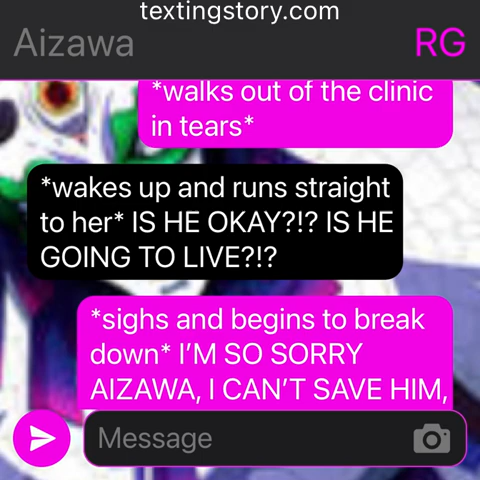 textingstory.com
Aizawa
RG
*walks out of the clinic
in tears*
*wakes up and runs straight
to her* IS HE OKAY?!? IS HE
GOING TO LIVE?!?
*sighs and begins to break
down* I’M SO SORRY
AIZAWA, I CAN’T SAVE HIM,
Message